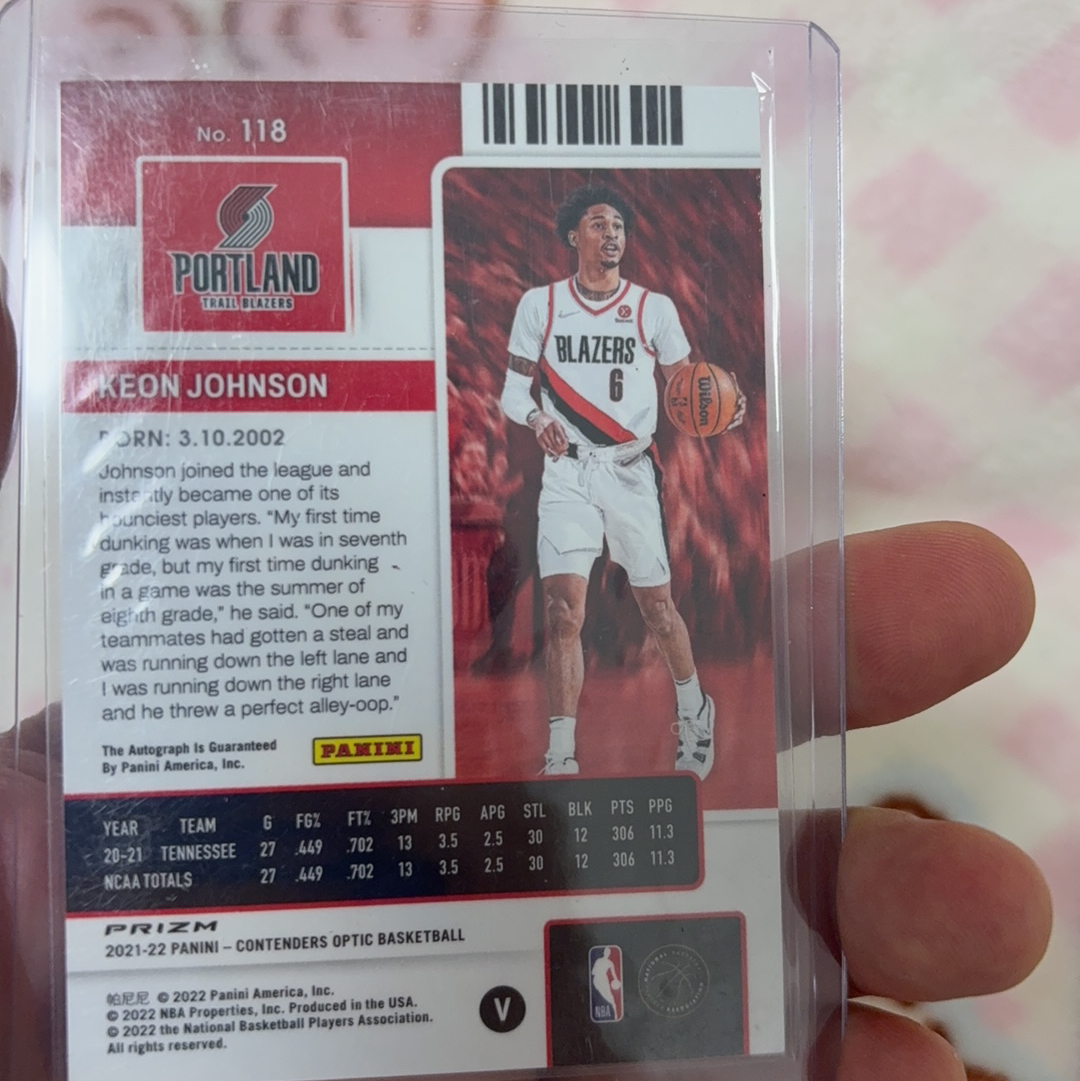 No. 118
PORTLAND
TRAIL BLAZERS
KEON JOHNSON
BORN: 3.10.2002
Johnson joined the league and
instantly became one of its
bounciest players. “My first time
dunking was when I was in seventh
grade, but my first time dunking
in a game was the summer of
eighth grade,” he said. “One of my
teammates had gotten a steal and
was running down the left lane and
I was running down the right lane
and he threw a perfect alley-oop.”
The Autograph Is Guaranteed
By Panini America, Inc.
PANINI
BLAZERS
6
Wilson
YEAR TEAM G FG% FT% 3PM RPG APG STL BLK PTS PPG
20-21 TENNESSEE 27 .449 .702 13 3.5 2.5 30 12 306 11.3
NCAA TOTALS 27 .449 .702 13 3.5 2.5 30 12 306 11.3
PRIZM
2021-22 PANINI – CONTENDERS OPTIC BASKETBALL
帕尼尼 © 2022 Panini America, Inc.
© 2022 NBA Properties, Inc. Produced in the USA.
© 2022 the National Basketball Players Association.
All rights reserved.
V
NBA